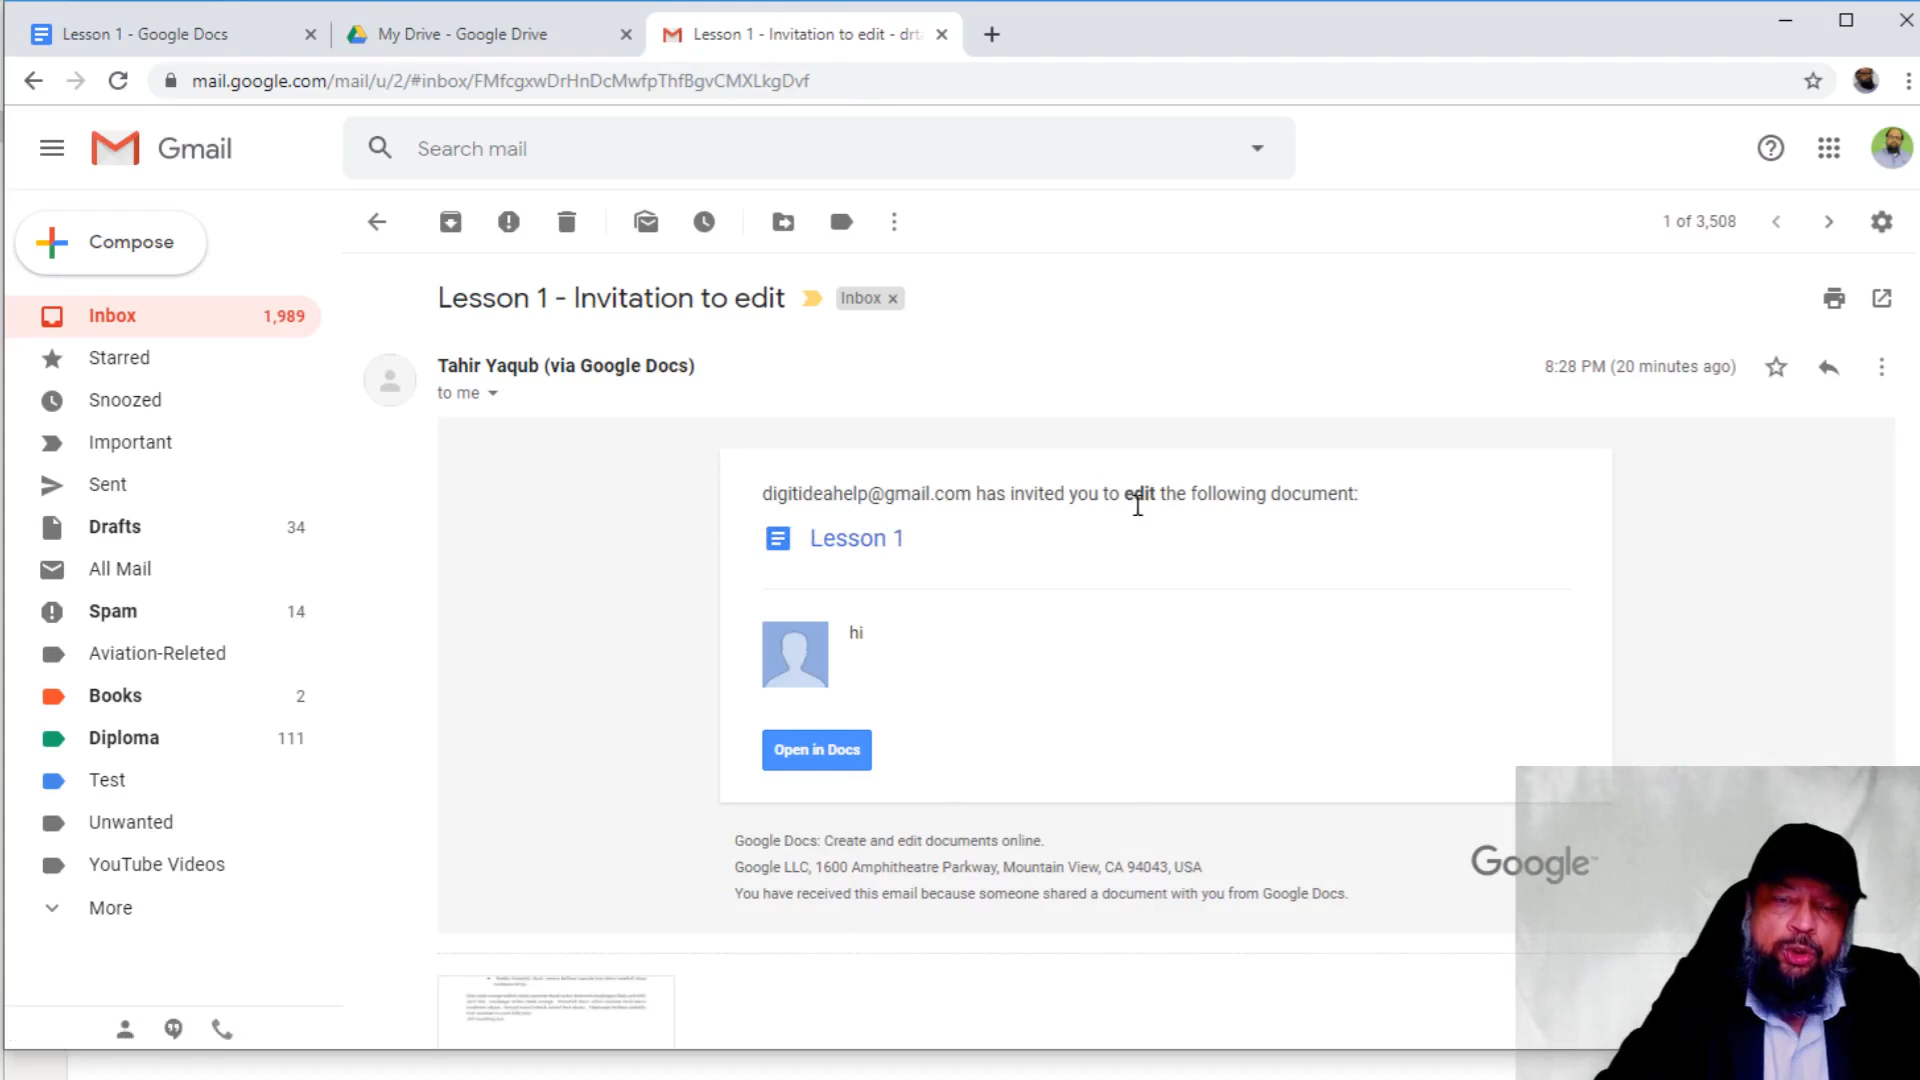 Lesson 1 - Google Docs
My Drive - Google Drive
Lesson 1 - Invitation to edit - drt
mail.google.com/mail/u/2/#inbox/FMfcgxwDrHnDcMwfpThfBgvCMXLkgDvf
Gmail
Search mail
Compose
1 of 3,508
Inbox 1,989
Starred
Snoozed
Important
Sent
Drafts 34
All Mail
Spam 14
Aviation-Releted
Books 2
Diploma 111
Test
Unwanted
YouTube Videos
More
Lesson 1 - Invitation to edit
Inbox
Tahir Yaqub (via Google Docs)
8:28 PM (20 minutes ago)
to me
digitideahelp@gmail.com has invited you to edit the following document:
Lesson 1
hi
Open in Docs
Google Docs: Create and edit documents online.
Google LLC, 1600 Amphitheatre Parkway, Mountain View, CA 94043, USA
You have received this email because someone shared a document with you from Google Docs.
Google